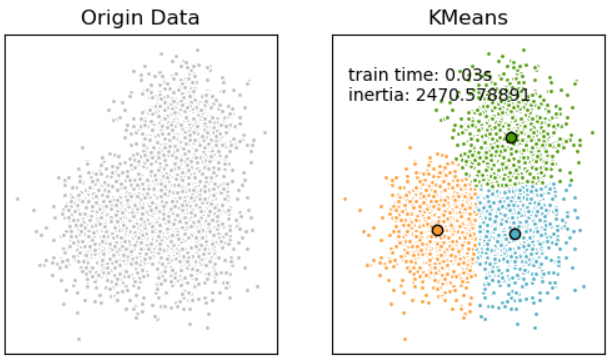 Origin Data
KMeans
train time: 0.03s
inertia: 2470.578891